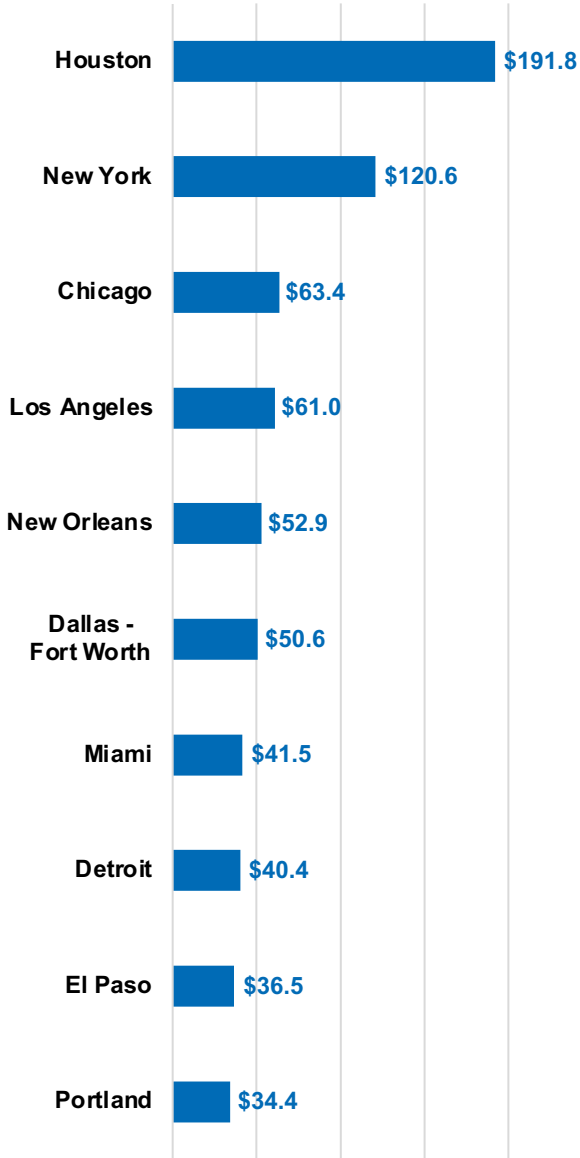 Houston $191.8
New York $120.6
Chicago $63.4
Los Angeles $61.0
New Orleans $52.9
Dallas -
Fort Worth $50.6
Miami $41.5
Detroit $40.4
El Paso $36.5
Portland $34.4